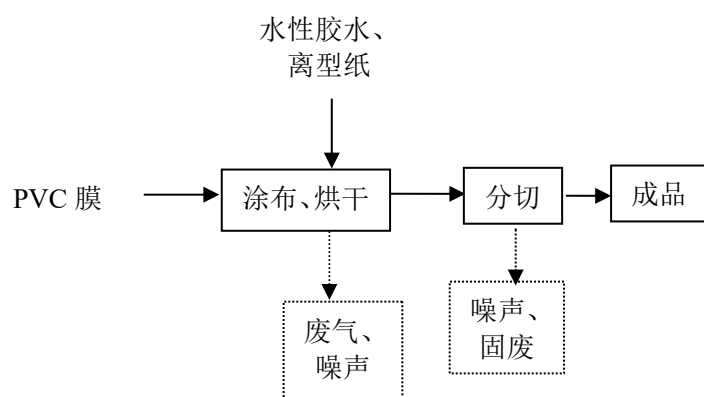 水性胶水、
离型纸
PVC 膜
涂布、烘干
分切
成品
废气、
噪声
噪声、
固废